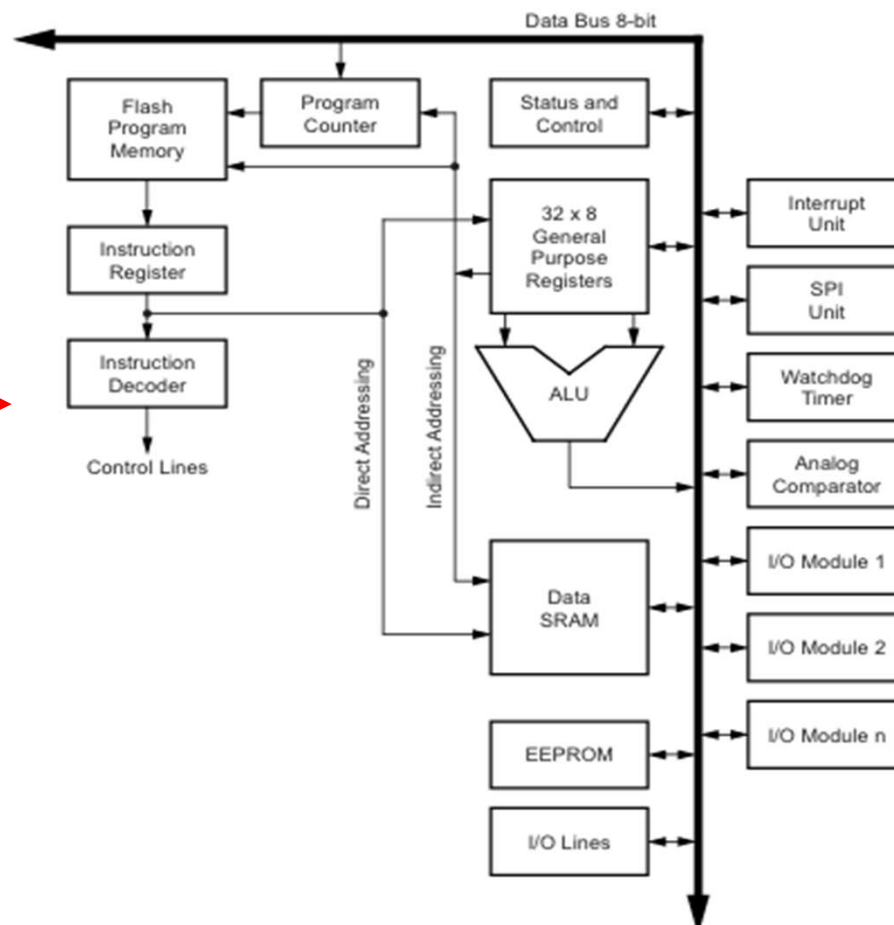 Data Bus 8-bit
Flash
Program
Memory
Program
Counter
Status and
Control
32 x 8
General
Purpose
Registers
Interrupt
Unit
Instruction
Register
SPI
Unit
Instruction
Decoder
Direct Addressing
Indirect Addressing
ALU
Watchdog
Timer
Control Lines
Analog
Comparator
Data
SRAM
I/O Module 1
I/O Module 2
I/O Module n
EEPROM
I/O Lines